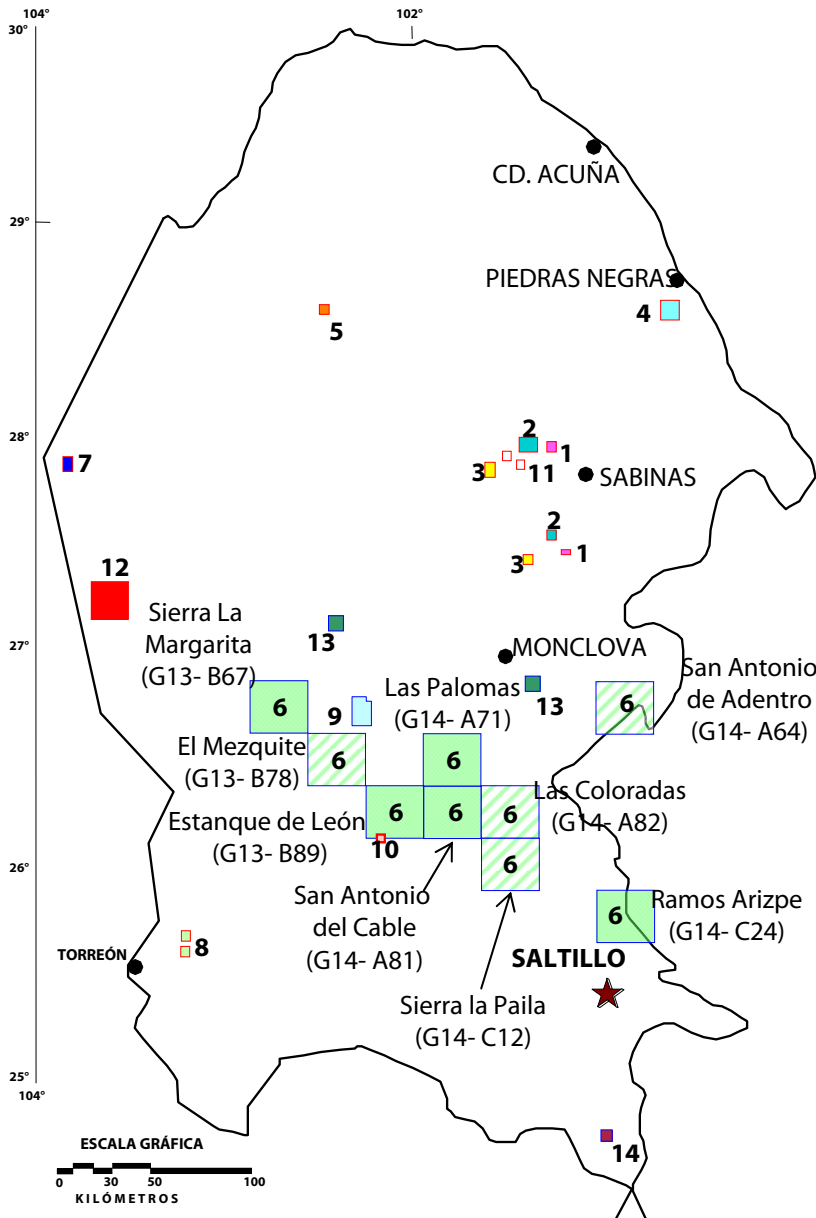 104°
102°
30°
CD. ACUÑA
29°
PIEDRAS NEGRAS
4
5
28°
2
1
7
3
11
SABINAS
2
12
3
1
Sierra La
Margarita
(G13- B67)
27°
13
MONCLOVA
San Antonio
de Adentro
(G14- A64)
Las Palomas
(G14- A71)
13
6
9
6
El Mezquite
(G13- B78)
6
6
Las Coloradas
(G14- A82)
Estanque de León
(G13- B89)
6
6
6
10
26°
6
San Antonio
del Cable
(G14- A81)
Ramos Arizpe
(G14- C24)
6
8
TORREÓN
SALTILLO
Sierra la Paila
(G14- C12)
25°
104°
14
ESCALA GRÁFICA
0 30 50 100
KILÓMETROS